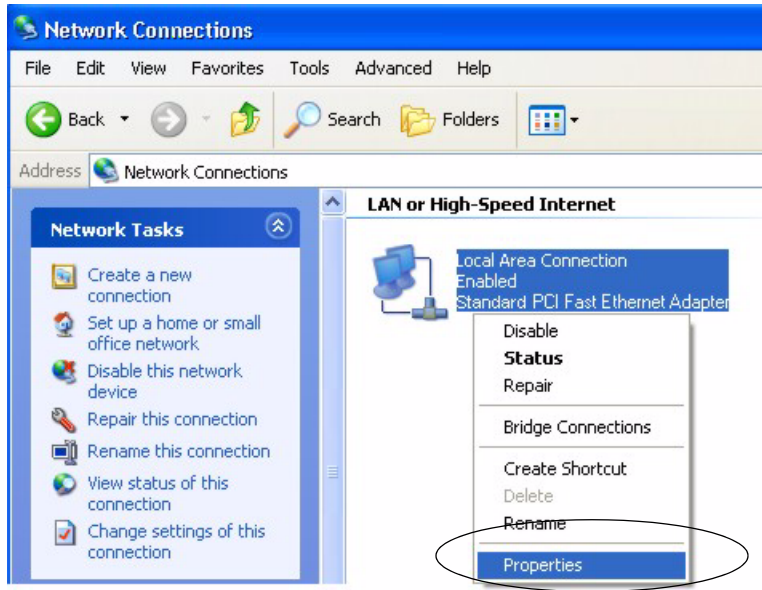 Network Connections
File Edit View Favorites Tools Advanced Help
Back Search Folders
Address Network Connections
Network Tasks
Create a new
connection
Set up a home or small
office network
Disable this network
device
Repair this connection
Rename this connection
View status of this
connection
Change settings of this
connection
LAN or High-Speed Internet
Local Area Connection
Enabled
Standard PCI Fast Ethernet Adapter
Disable
Status
Repair
Bridge Connections
Create Shortcut
Delete
Rename
Properties